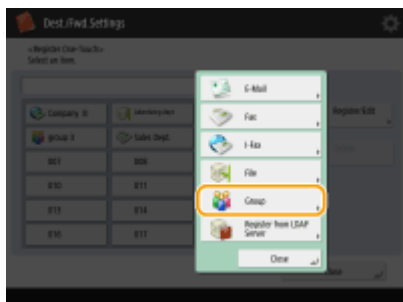 Dest./Fwd. Settings
<Register One-Touch>
Select an item.
Company B
group 3
Sales Dept.
007
008
010
011
013
014
016
017
Register/Edit
E-Mail
Fax
I-Fax
File
Group
Register from LDAP
Server
Close